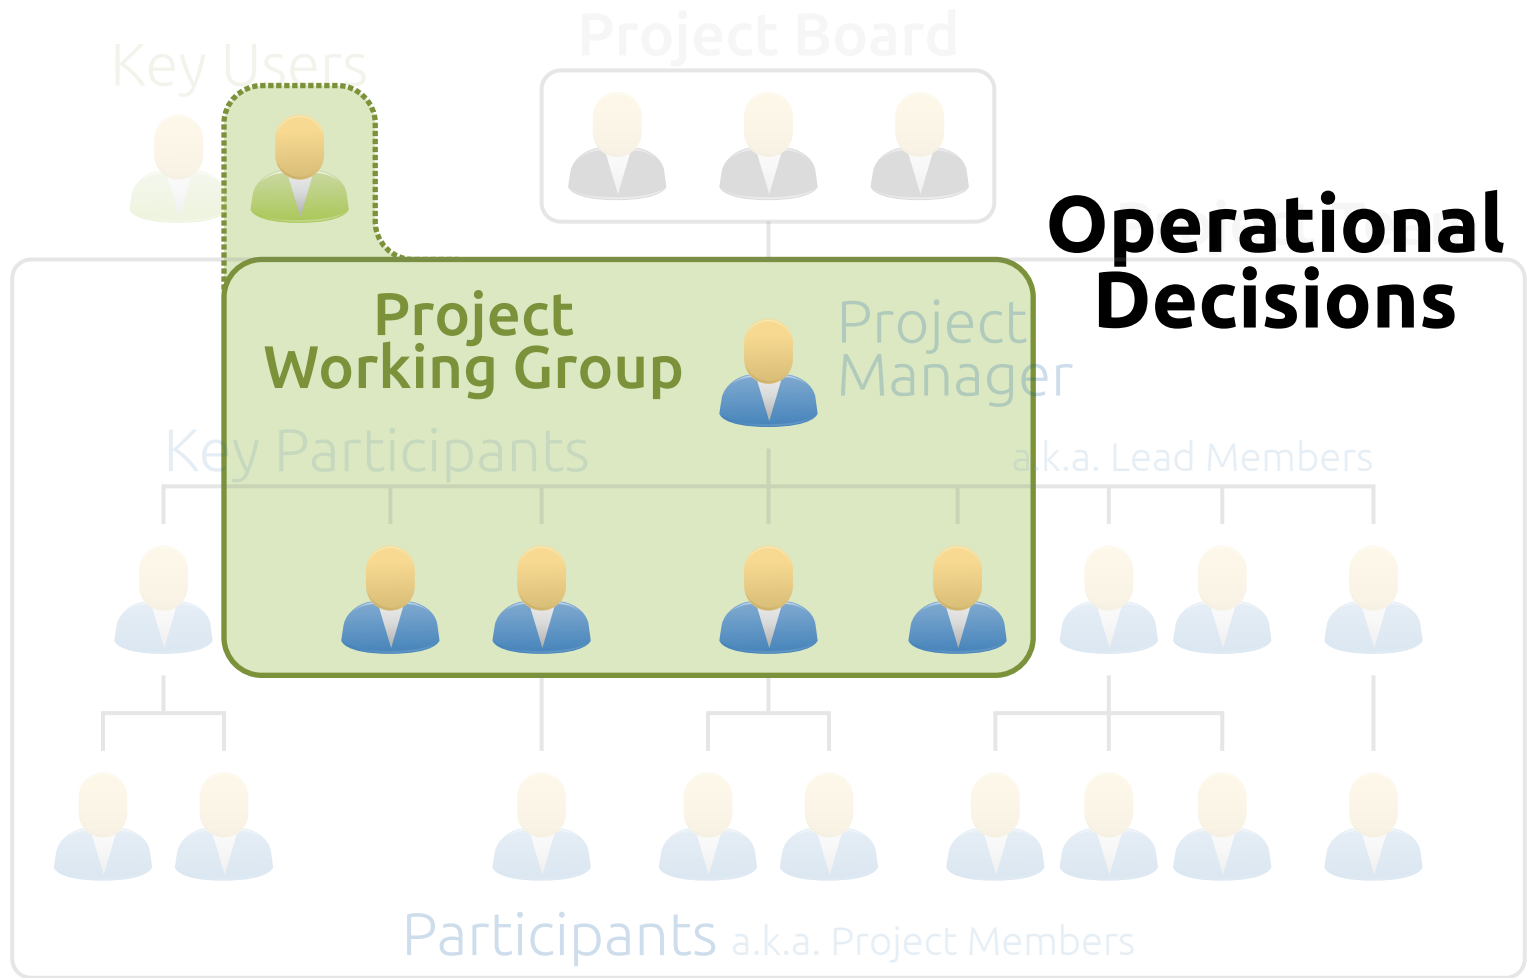 Project Board
Key Users
Operational
Decisions
Project
Working Group
Project
Manager
Key Participants
a.k.a. Lead Members
Participants a.k.a. Project Members